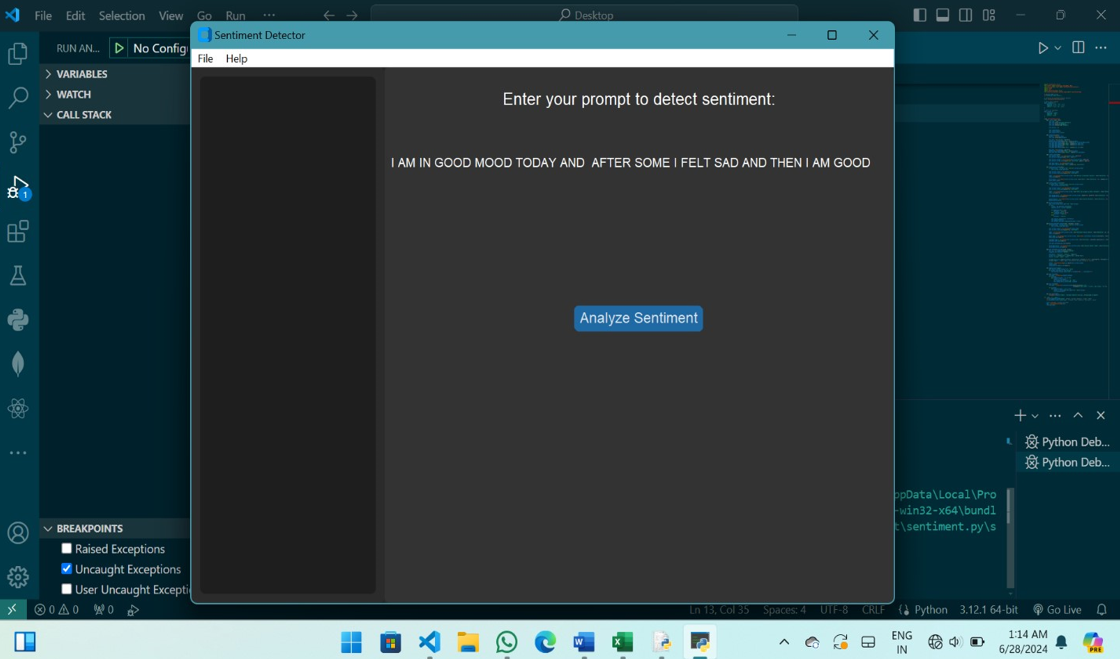 File Edit Selection View Go Run ···
Desktop
RUN AN... No Config
VARIABLES
WATCH
CALL STACK
1
Sentiment Detector
File Help
Enter your prompt to detect sentiment:
I AM IN GOOD MOOD TODAY AND  AFTER SOME I FELT SAD AND THEN I AM GOOD
Analyze Sentiment
Python Deb...
Python Deb...
ppData\Local\Pro
-win32-x64\bundl
t\sentiment.py\s
BREAKPOINTS
Raised Exceptions
Uncaught Exceptions
User Uncaught Excepti
0 0 0 Ln 13, Col 35 Spaces: 4 UTF-8 CRLF Python 3.12.1 64-bit Go Live
ENG
IN
1:14 AM
6/28/2024
PRE